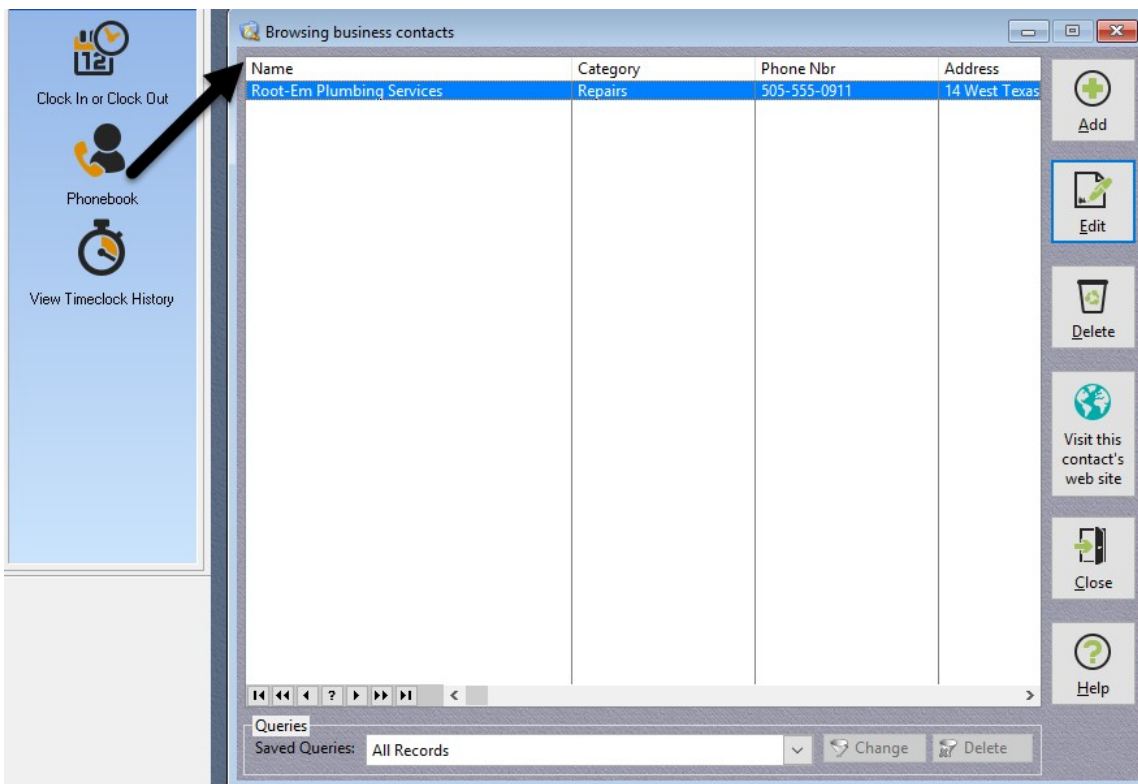 Clock In or Clock Out
Phonebook
View Timeclock History
Browsing business contacts
Name Category Phone Nbr Address
Root-Em Plumbing Services Repairs 505-555-0911 14 West Texas
Add
Edit
Delete
Visit this
contact's
web site
Close
Help
Queries
Saved Queries: All Records Change Delete